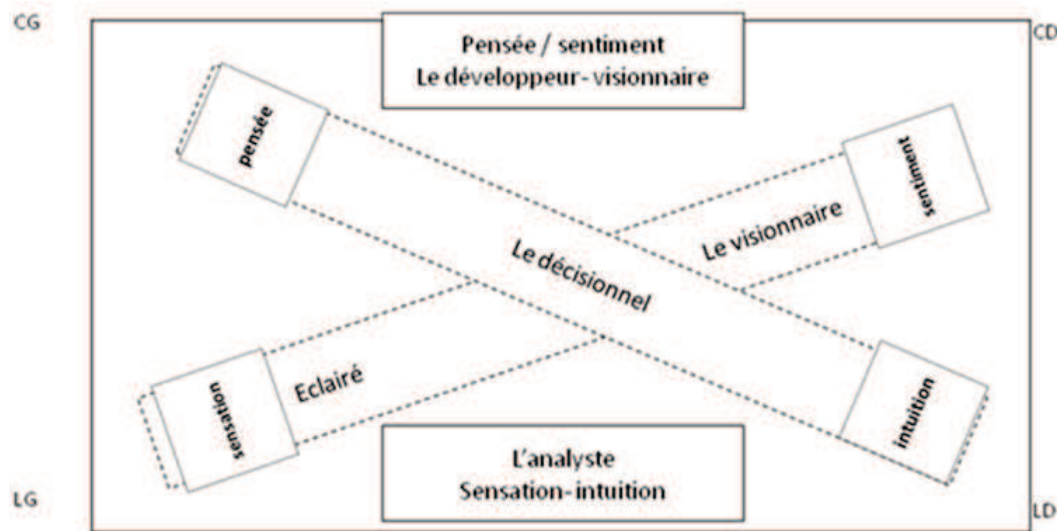 CG
CD
Pensée / sentiment
Le développeur-visionnaire
pensée
sentiment
Le visionnaire
Le décisionnel
Eclairé
sensation
intuition
L'analyste
Sensation-intuition
LG
LD